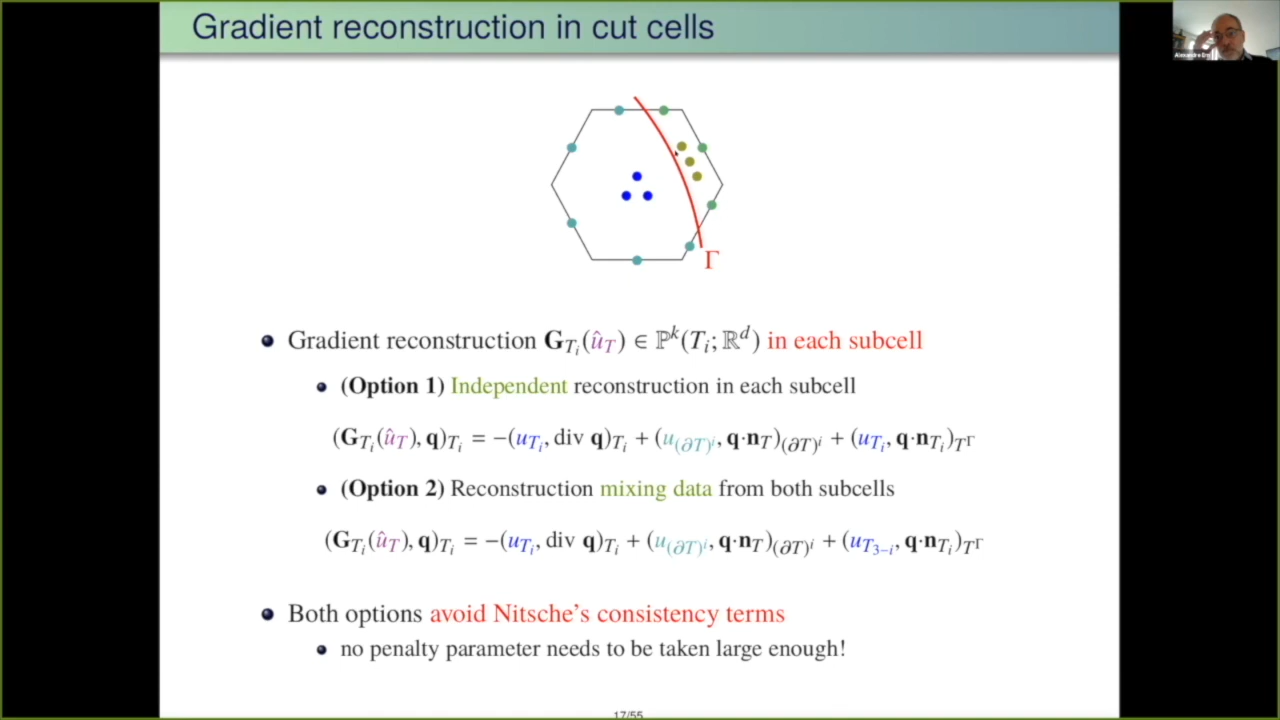 Gradient reconstruction in cut cells
Alexandre Ern
Γ
Gradient reconstruction G_{T_i}(û_T) ∈ ℙ^k(T_i; ℝ^d) in each subcell
(Option 1) Independent reconstruction in each subcell
(G_{T_i}(û_T), q)_{T_i} = −(u_{T_i}, div q)_{T_i} + (u_{(∂T)^i}, q·n_T)_{(∂T)^i} + (u_{T_i}, q·n_{T_i})_{T^Γ}
(Option 2) Reconstruction mixing data from both subcells
(G_{T_i}(û_T), q)_{T_i} = −(u_{T_i}, div q)_{T_i} + (u_{(∂T)^i}, q·n_T)_{(∂T)^i} + (u_{T_{3−i}}, q·n_{T_i})_{T^Γ}
Both options avoid Nitsche's consistency terms
no penalty parameter needs to be taken large enough!
17/55